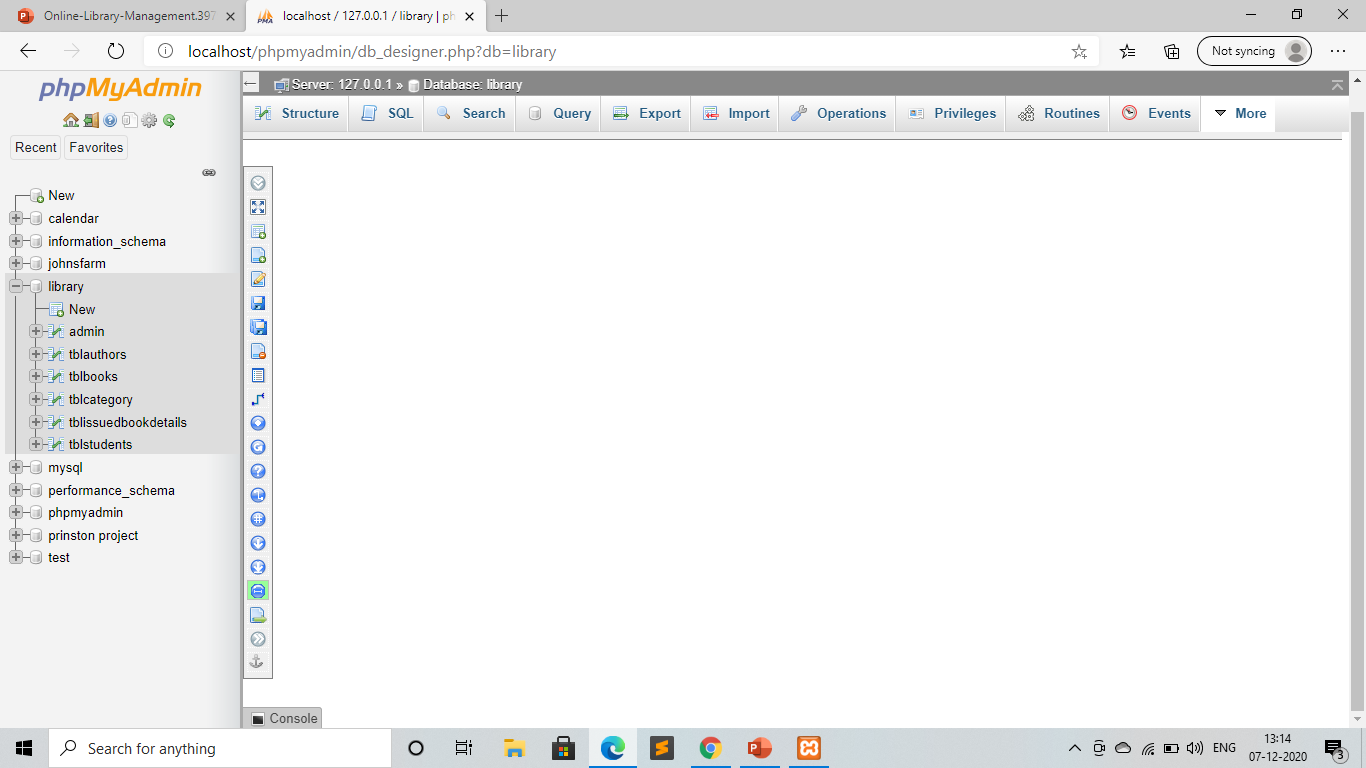 Online-Library-Management.397
localhost / 127.0.0.1 / library | ph
localhost/phpmyadmin/db_designer.php?db=library
Not syncing
phpMyAdmin
Server: 127.0.0.1 » Database: library
Structure SQL Search Query Export Import Operations Privileges Routines Events More
Recent Favorites
New
calendar
information_schema
johnsfarm
library
New
admin
tblauthors
tblbooks
tblcategory
tblissuedbookdetails
tblstudents
mysql
performance_schema
phpmyadmin
prinston project
test
Console
Search for anything
ENG
13:14
07-12-2020
3